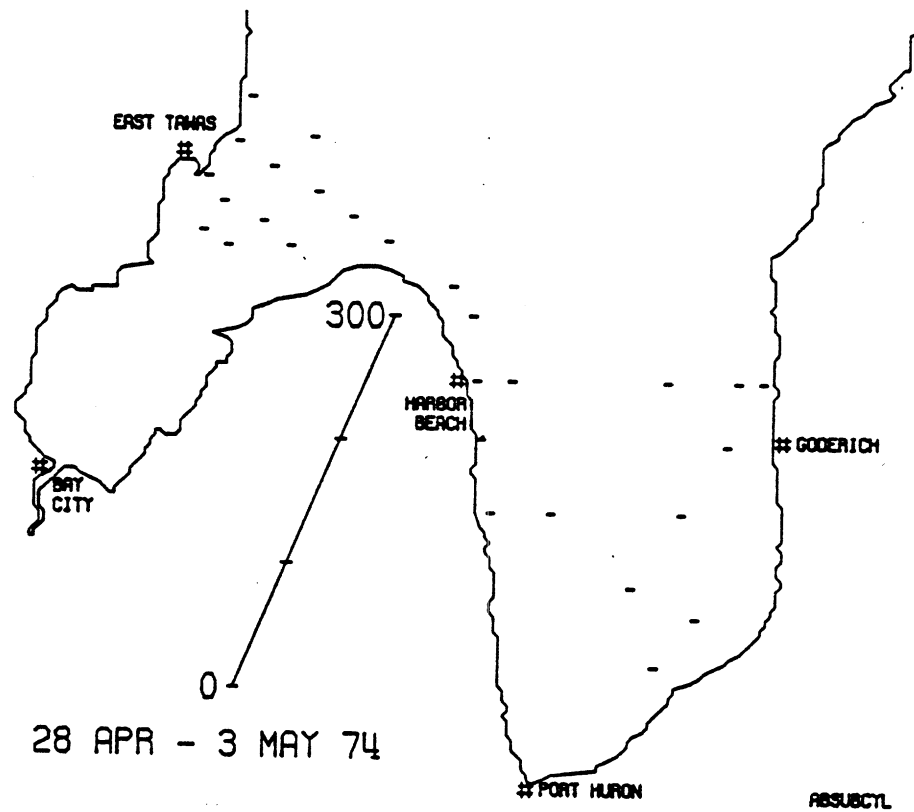 EAST TAWAS
#
300
#
HARBOR
BEACH
# GODERICH
#
BAY
CITY
0
28 APR - 3 MAY 74
# PORT HURON
ABSUBCTL